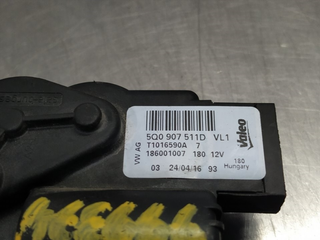 5Q0 907 511D VL1
VW AG
T1016590A 7
186001007 180 12V
03 24/04/16 93
Valeo
180
Hungary